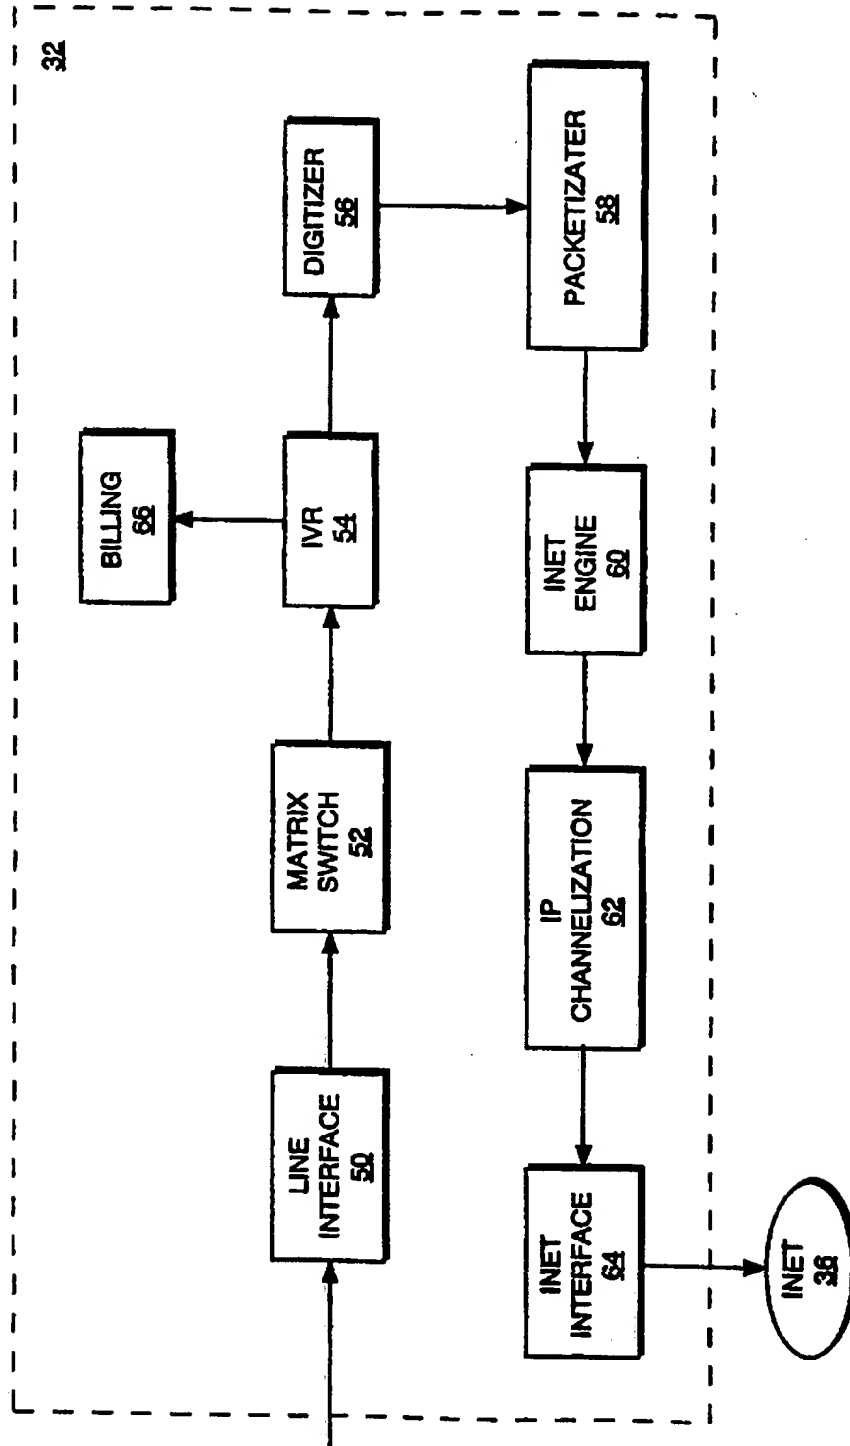 32
BILLING
66
LINE
INTERFACE
50
MATRIX
SWITCH
52
IVR
54
DIGITIZER
56
PACKETIZATER
58
INET
ENGINE
60
IP
CHANNELIZATION
62
INET
INTERFACE
64
INET
36